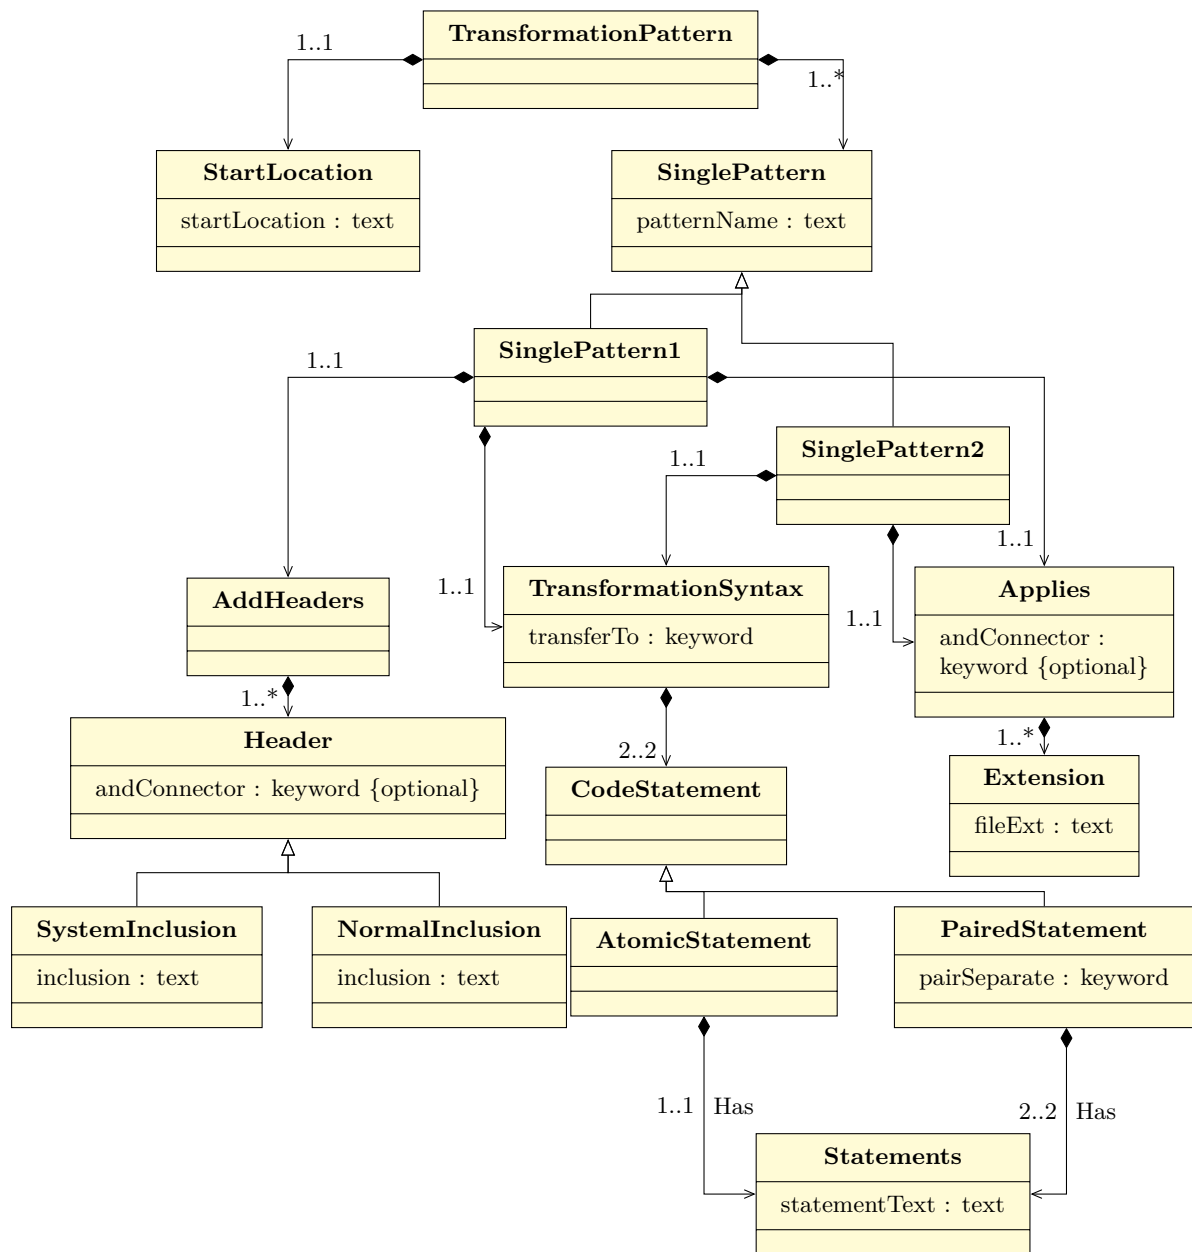 TransformationPattern
1..1
1..*
StartLocation
startLocation : text
SinglePattern
patternName : text
SinglePattern1
1..1
SinglePattern2
1..1
1..1
1..1
1..1
AddHeaders
TransformationSyntax
transferTo : keyword
Applies
andConnector :
keyword {optional}
1..*
Header
andConnector : keyword {optional}
2..2
CodeStatement
1..*
Extension
fileExt : text
SystemInclusion
inclusion : text
NormalInclusion
inclusion : text
AtomicStatement
PairedStatement
pairSeparate : keyword
1..1 Has
2..2 Has
Statements
statementText : text